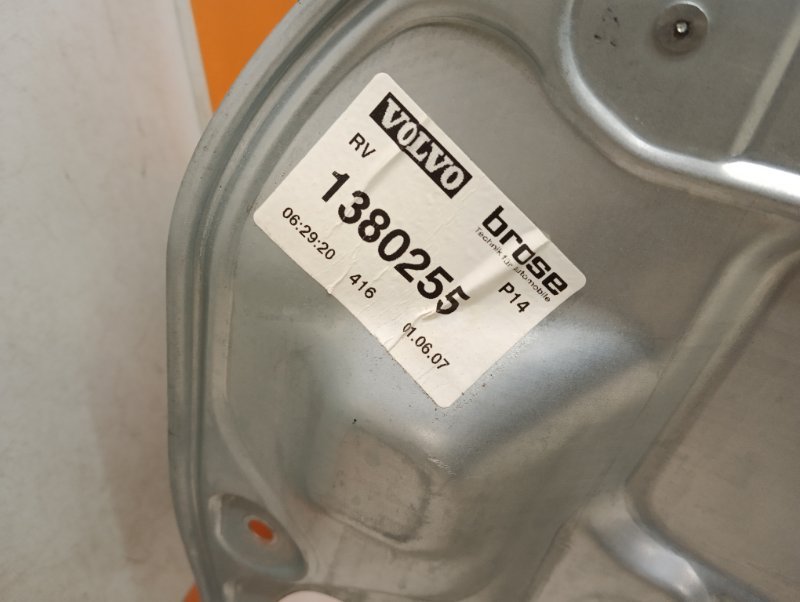 VOLVO
brose
Technik für automobile
RV
1380255
P14
06:29:20
416
01.06.07